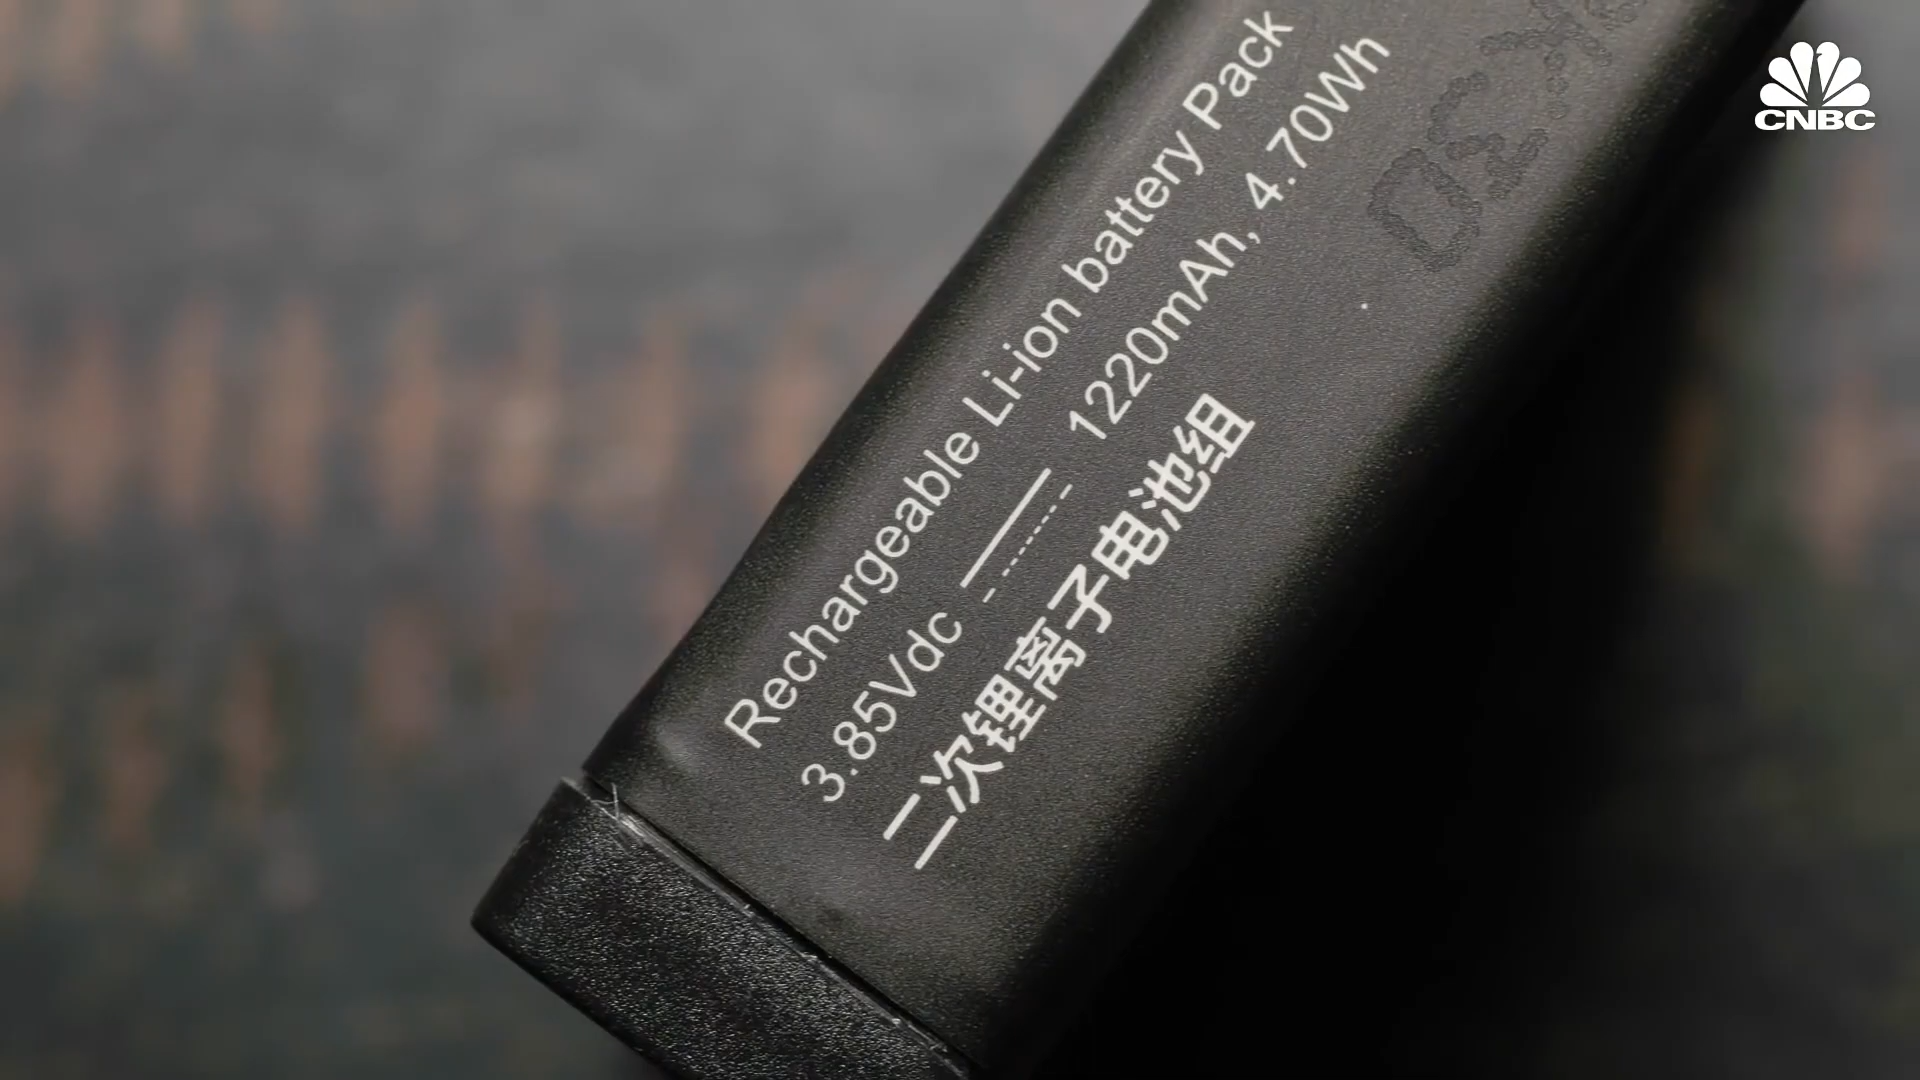 Rechargeable Li-ion battery Pack
3.85Vdc 1220mAh, 4.70Wh
二次锂离子电池组
CNBC